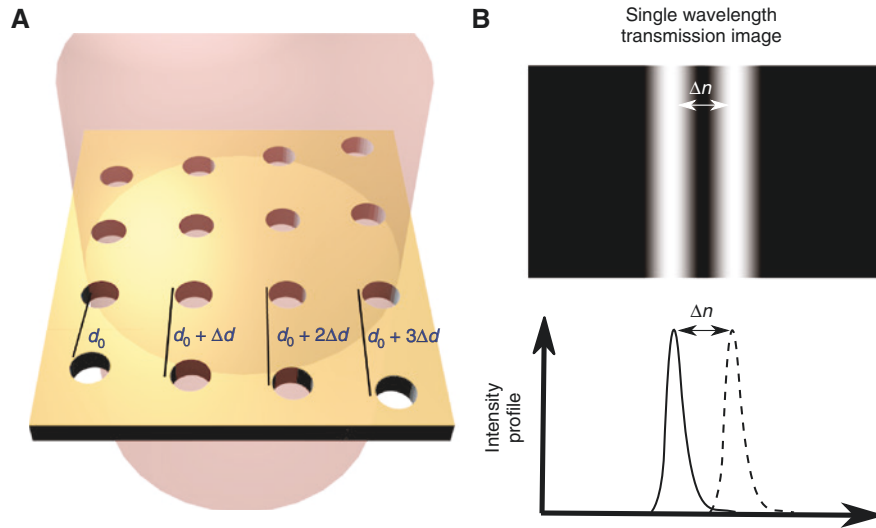 A
d₀
d₀ + Δd
d₀ + 2Δd
d₀ + 3Δd
B
Single wavelength
transmission image
Δn
Δn
Intensity
profile